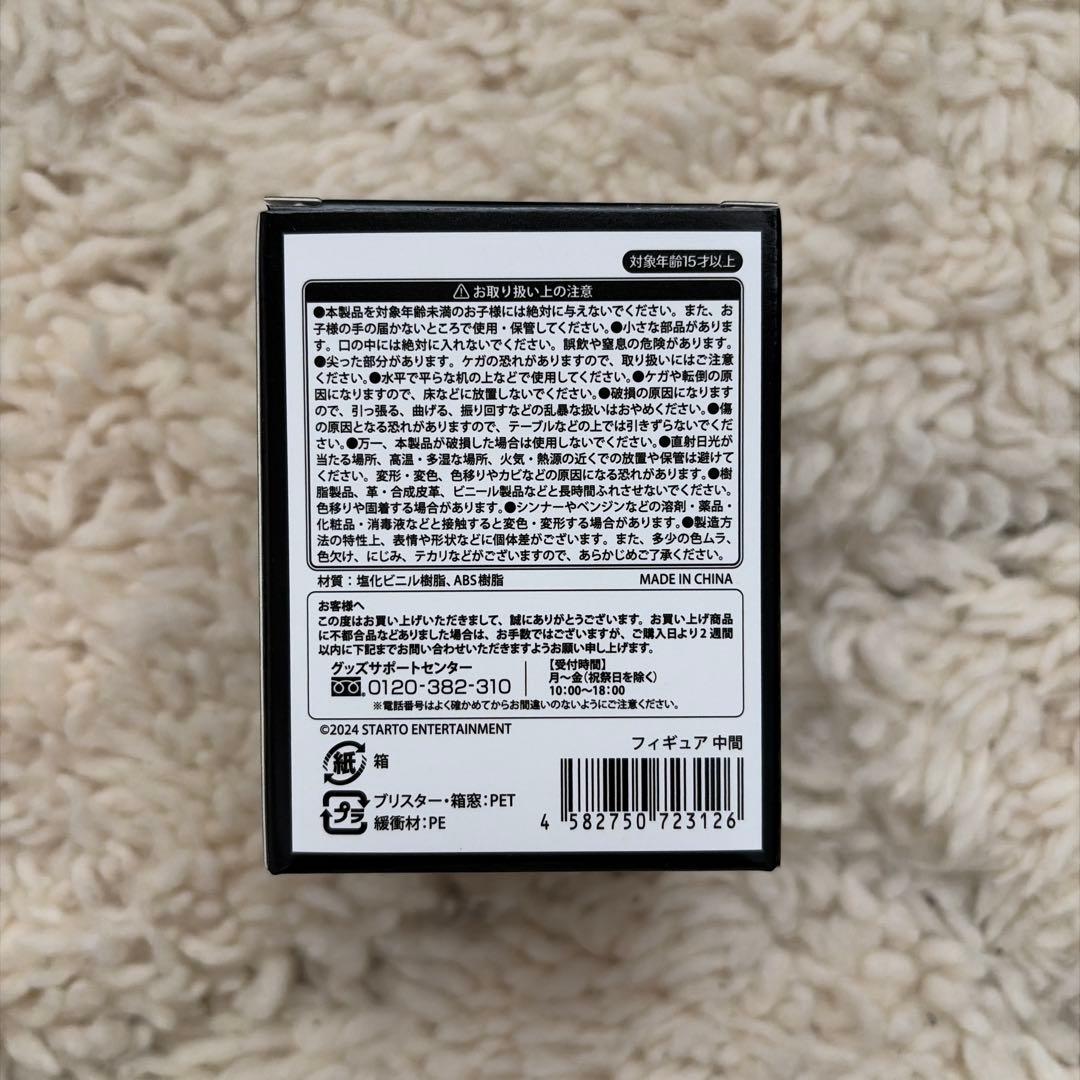 対象年齢15才以上
⚠お取り扱い上の注意
●本製品を対象年齢未満のお子様には絶対に与えないでください。また、お
子様の手の届かないところで使用・保管してください。●小さな部品がありま
す。口の中には絶対に入れないでください。誤飲や窒息の危険があります。
●尖った部分があります。ケガの恐れがありますので、取り扱いにはご注意
ください。●水平で平らな机の上などで使用してください。●ケガや転倒の原
因になりますので、床などに放置しないでください。●破損の原因になります
ので、引っ張る、曲げる、振り回すなどの乱暴な扱いはおやめください。●傷
の原因となる恐れがありますので、テーブルなどの上では引きずらないでくだ
さい。●万一、本製品が破損した場合は使用しないでください。●直射日光が
当たる場所、高温・多湿な場所、火気・熱源の近くでの放置や保管は避けて
ください。変形・変色、色移りやカビなどの原因になる恐れがあります。●樹
脂製品、革・合成皮革、ビニール製品などと長時間ふれさせないでください。
色移りや固着する場合があります。●シンナーやベンジンなどの溶剤・薬品・
化粧品・消毒液などと接触すると変色・変形する場合があります。●製造方
法の特性上、表情や形状などに個体差がございます。また、多少の色ムラ、
色欠け、にじみ、テカリなどがございますので、あらかじめご了承ください。
材質：塩化ビニル樹脂、ABS樹脂 MADE IN CHINA
お客様へ
この度はお買い上げいただきまして、誠にありがとうございます。お買い上げ商品
に不都合品などありました場合は、お手数ではございますが、ご購入日より2週間
以内に下記までお問い合わせいただきますようお願い申し上げます。
グッズサポートセンター
0120-382-310
【受付時間】
月～金(祝祭日を除く)
10:00～18:00
※電話番号はよく確かめてからお間違いのないようにご注意ください。
©2024 STARTO ENTERTAINMENT
フィギュア 中間
紙 箱
プラ ブリスター・箱窓：PET
緩衝材：PE
4 582750 723126